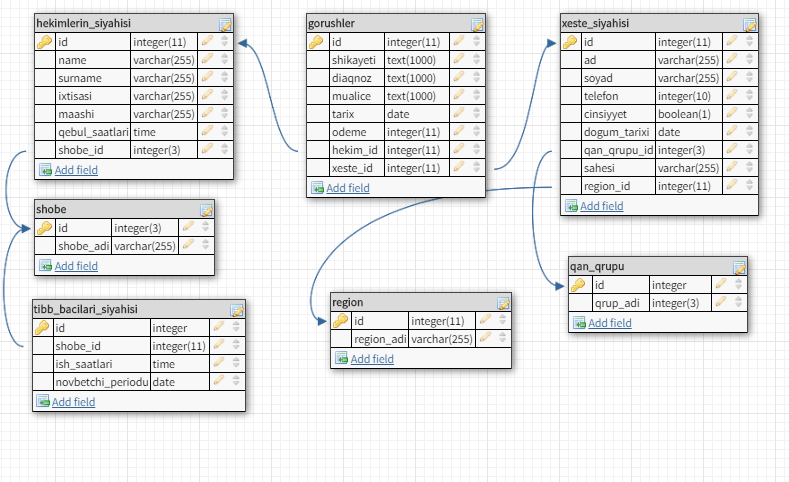 hekimlerin_siyahisi
id integer(11)
name varchar(255)
surname varchar(255)
ixtisasi varchar(255)
maashi varchar(255)
qebul_saatlari time
shobe_id integer(3)
Add field
gorushler
id integer(11)
shikayeti text(1000)
diaqnoz text(1000)
mualice text(1000)
tarix date
odeme integer(11)
hekim_id integer(11)
xeste_id integer(11)
Add field
xeste_siyahisi
id integer(11)
ad varchar(255)
soyad varchar(255)
telefon integer(10)
cinsiyyet boolean(1)
dogum_tarixi date
qan_qrupu_id integer(3)
sahesi varchar(255)
region_id integer(11)
Add field
shobe
id integer(3)
shobe_adi varchar(255)
Add field
tibb_bacilari_siyahisi
id integer
shobe_id integer(11)
ish_saatlari time
novbetchi_periodu date
Add field
region
id integer(11)
region_adi varchar(255)
Add field
qan_qrupu
id integer
qrup_adi integer(3)
Add field